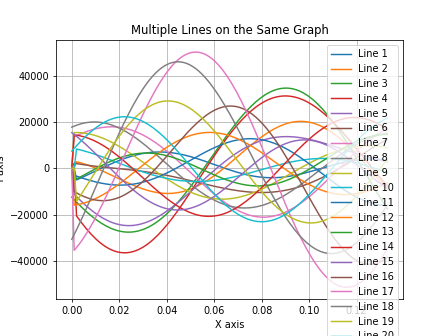 Multiple Lines on the Same Graph
40000
20000
0
−20000
−40000
0.00 0.02 0.04 0.06 0.08 0.10
X axis
Line 1
Line 2
Line 3
Line 4
Line 5
Line 6
Line 7
Line 8
Line 9
Line 10
Line 11
Line 12
Line 13
Line 14
Line 15
Line 16
Line 17
Line 18
Line 19
Line 20